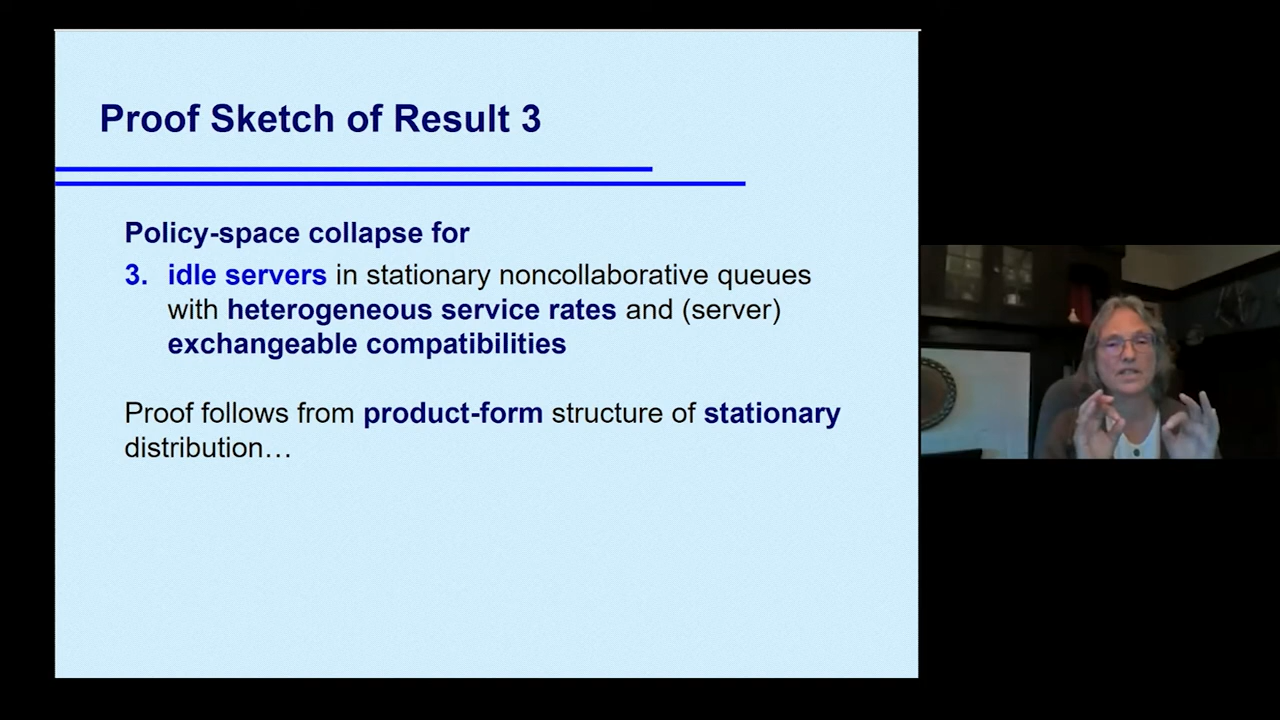 Proof Sketch of Result 3
Policy-space collapse for
3. idle servers in stationary noncollaborative queues
with heterogeneous service rates and (server)
exchangeable compatibilities
Proof follows from product-form structure of stationary
distribution…